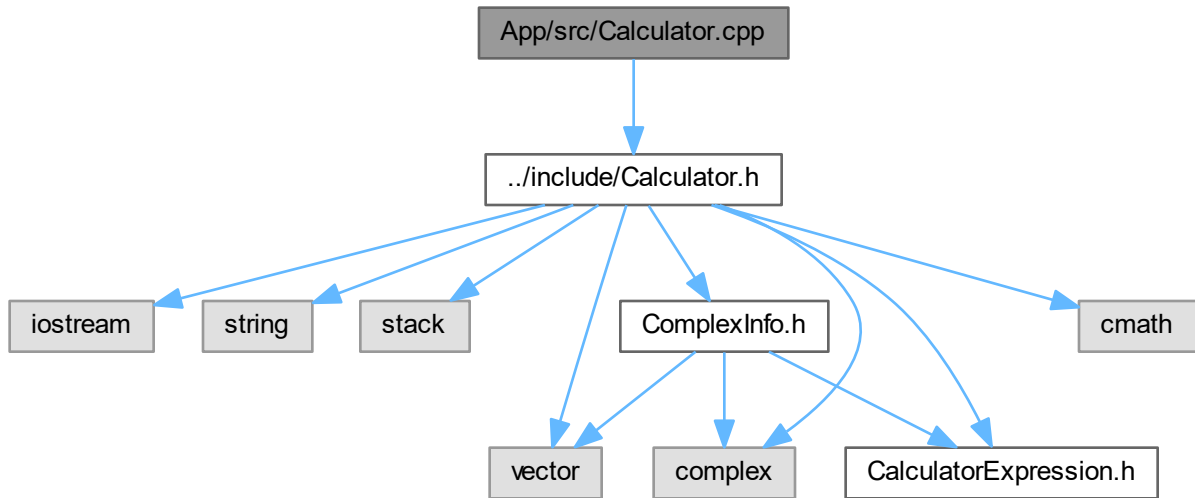 App/src/Calculator.cpp
../include/Calculator.h
iostream
string
stack
ComplexInfo.h
cmath
vector
complex
CalculatorExpression.h